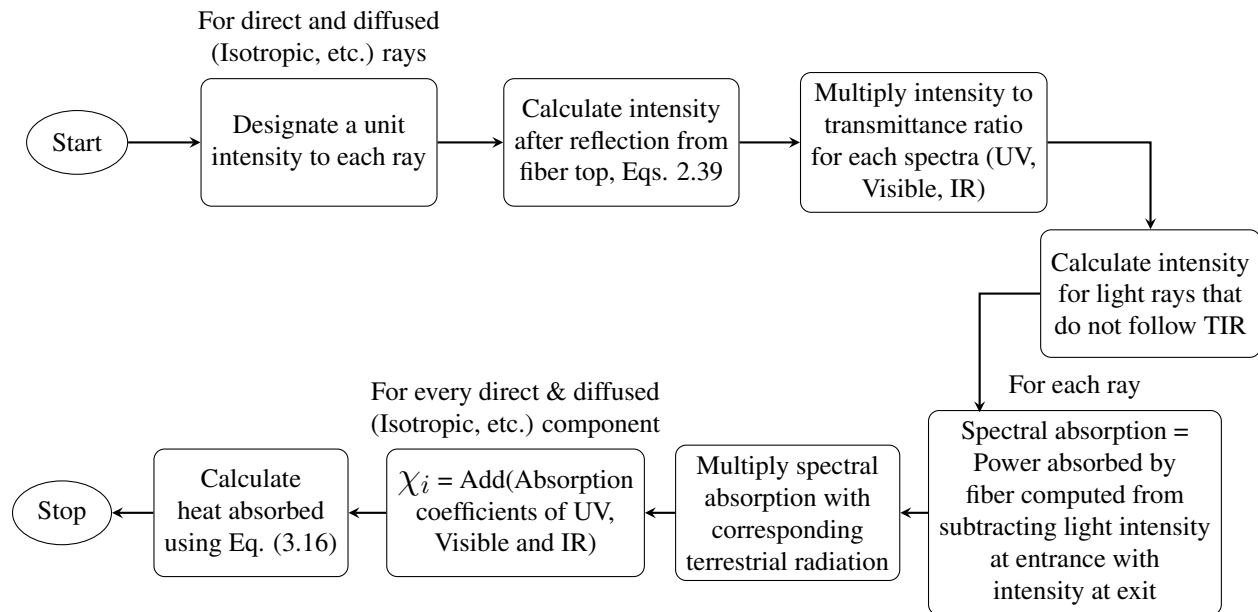 For direct and diffused
(Isotropic, etc.) rays
Start
Designate a unit
intensity to each ray
Calculate intensity
after reflection from
fiber top, Eqs. 2.39
Multiply intensity to
transmittance ratio
for each spectra (UV,
Visible, IR)
Calculate intensity
for light rays that
do not follow TIR
For each ray
Spectral absorption =
Power absorbed by
fiber computed from
subtracting light intensity
at entrance with
intensity at exit
Multiply spectral
absorption with
corresponding
terrestrial radiation
For every direct & diffused
(Isotropic, etc.) component
χi = Add(Absorption
coefficients of UV,
Visible and IR)
Calculate
heat absorbed
using Eq. (3.16)
Stop